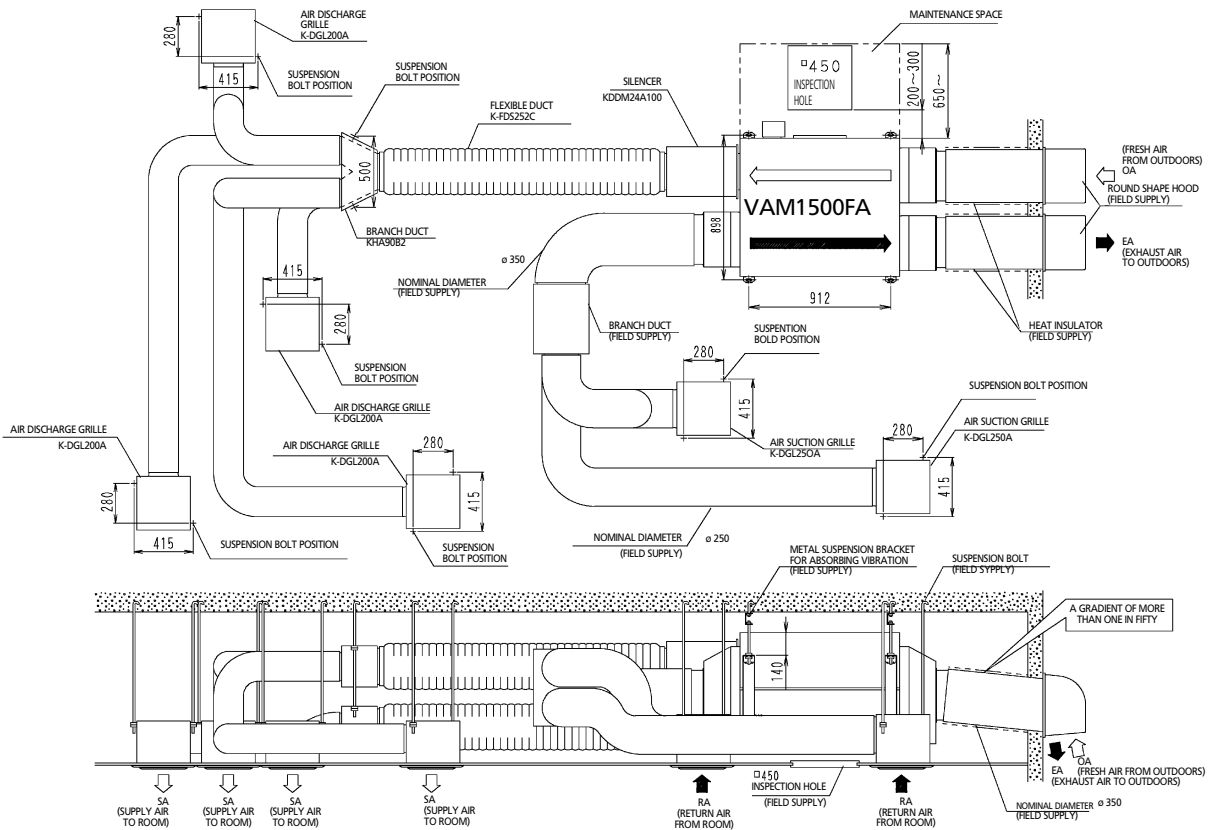 AIR DISCHARGE
GRILLE
K-DGL200A
280
415
SUSPENSION
BOLT POSITION
SUSPENSION
BOLT POSITION
FLEXIBLE DUCT
K-FDS252C
SILENCER
KDDM24A100
MAINTENANCE SPACE
□450
INSPECTION
HOLE
200~300
650~
(FRESH AIR
FROM OUTDOORS)
OA
ROUND SHAPE HOOD
(FIELD SUPPLY)
EA
(EXHAUST AIR
TO OUTDOORS)
500
VAM1500FA
898
912
BRANCH DUCT
KHA90B2
ø 350
NOMINAL DIAMETER
(FIELD SUPPLY)
415
280
SUSPENSION
BOLT POSITION
AIR DISCHARGE GRILLE
K-DGL200A
BRANCH DUCT
(FIELD SUPPLY)
SUSPENTION
BOLD POSITION
HEAT INSULATOR
(FIELD SUPPLY)
280
415
AIR SUCTION GRILLE
K-DGL25OA
SUSPENSION BOLT POSITION
AIR SUCTION GRILLE
K-DGL250A
280
415
AIR DISCHARGE GRILLE
K-DGL200A
280
415
SUSPENSION BOLT POSITION
AIR DISCHARGE GRILLE
K-DGL200A
280
415
SUSPENSION
BOLT POSITION
NOMINAL DIAMETER ø 250
(FIELD SUPPLY)
METAL SUSPENSION BRACKET
FOR ABSORBING VIBRATION
(FIELD SUPPLY)
SUSPENSION BOLT
(FIELD SYPPLY)
A GRADIENT OF MORE
THAN ONE IN FIFTY
140
SA
(SUPPLY AIR
TO ROOM)
SA
(SUPPLY AIR
TO ROOM)
SA
(SUPPLY AIR
TO ROOM)
SA
(SUPPLY AIR
TO ROOM)
RA
(RETURN AIR
FROM ROOM)
□450
INSPECTION HOLE
(FIELD SUPPLY)
RA
(RETURN AIR
FROM ROOM)
OA
(FRESH AIR FROM OUTDOORS)
EA
(EXHAUST AIR TO OUTDOORS)
NOMINAL DIAMETER ø 350
(FIELD SUPPLY)